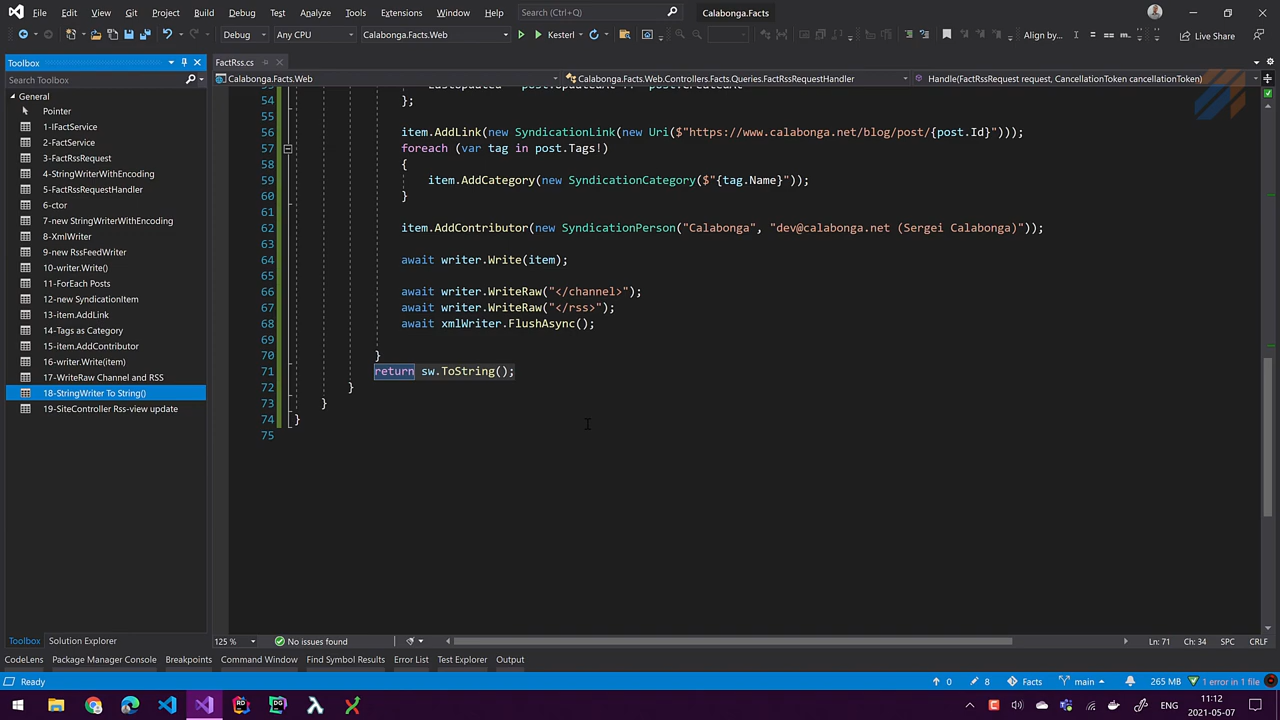 File Edit View Git Project Build Debug Test Analyze Tools Extensions Window Help Search (Ctrl+Q) Calabonga.Facts
Debug Any CPU Calabonga.Facts.Web Kestrel Align by... Live Share
Toolbox
FactRss.cs
Search Toolbox
Calabonga.Facts.Web Calabonga.Facts.Web.Controllers.Facts.Queries.FactRssRequestHandler Handle(FactRssRequest request, CancellationToken cancellationToken)
General
Pointer
1-IFactService
2-FactService
3-FactRssRequest
4-StringWriterWithEncoding
5-FactRssRequestHandler
6-ctor
7-new StringWriterWithEncoding
8-XmlWriter
9-new RssFeedWriter
10-writer.Write()
11-ForEach Posts
12-new SyndicationItem
13-item.AddLink
14-Tags as Category
15-item.AddContributor
16-writer.Write(item)
17-WriteRaw Channel and RSS
18-StringWriter To String()
19-SiteController Rss-view update
54 };
55
56 item.AddLink(new SyndicationLink(new Uri($"https://www.calabonga.net/blog/post/{post.Id}")));
57 foreach (var tag in post.Tags!)
58 {
59 item.AddCategory(new SyndicationCategory($"{tag.Name}"));
60 }
61
62 item.AddContributor(new SyndicationPerson("Calabonga", "dev@calabonga.net (Sergei Calabonga)"));
63
64 await writer.Write(item);
65
66 await writer.WriteRaw("</channel>");
67 await writer.WriteRaw("</rss>");
68 await xmlWriter.FlushAsync();
69
70 }
71 return sw.ToString();
72 }
73 }
74 }
75
Toolbox Solution Explorer
125 % No issues found Ln: 71 Ch: 34 SPC CRLF
CodeLens Package Manager Console Breakpoints Command Window Find Symbol Results Error List Test Explorer Output
Ready 0 8 Facts main 265 MB 1 error in 1 file
ENG 11:12
2021-05-07